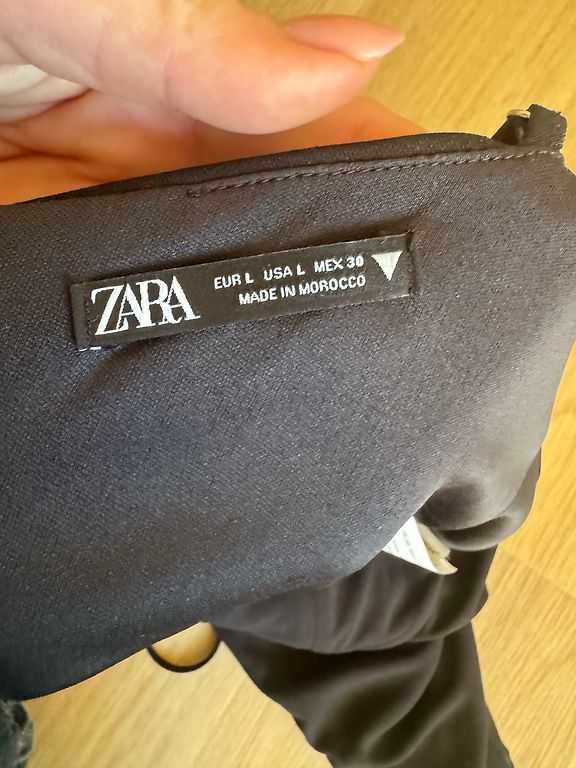 ZARA
EUR L USA L MEX 30
MADE IN MOROCCO